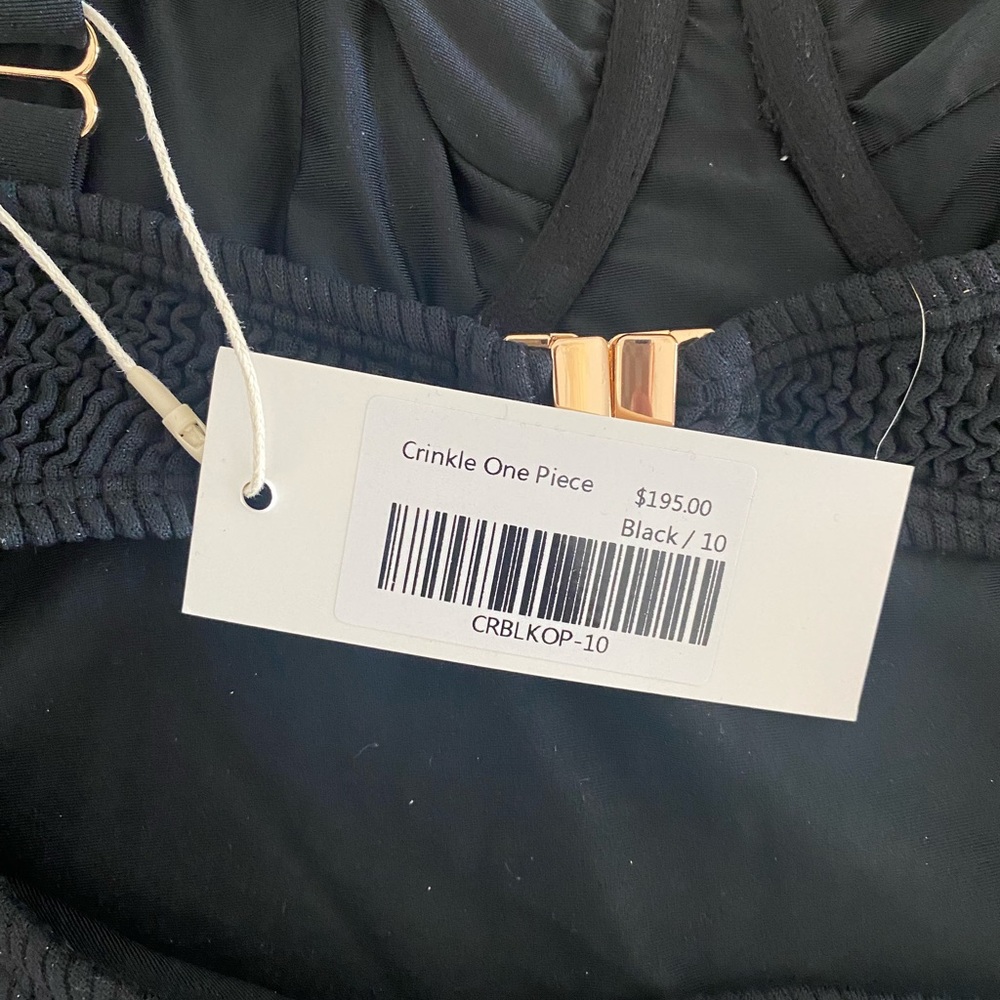 Crinkle One Piece
$195.00
Black / 10
CRBLKOP-10